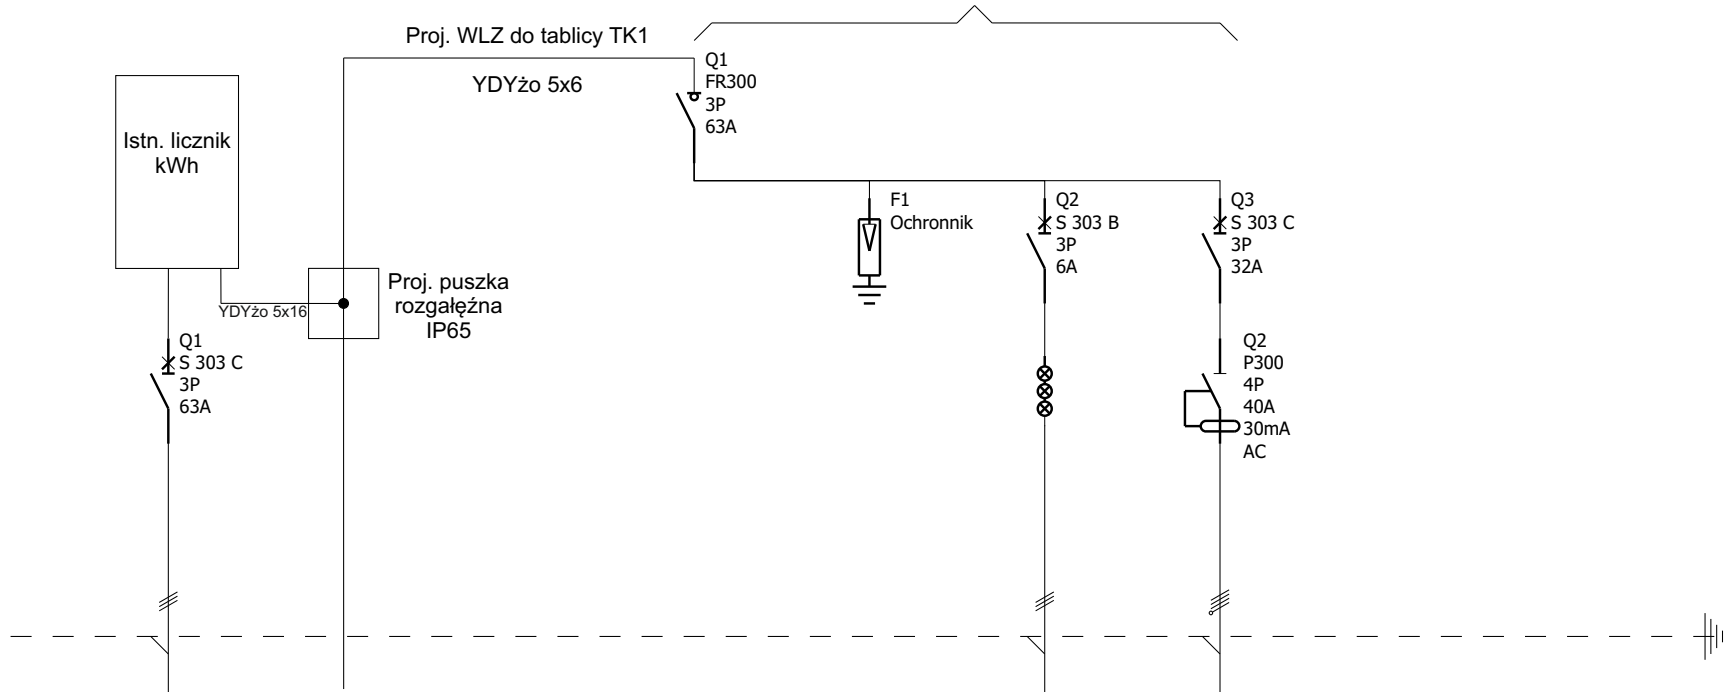 Proj. WLZ do tablicy TK1
YDYżo 5x6
Q1
FR300
3P
63A
Istn. licznik
kWh
F1
Ochronnik
Q2
S 303 B
3P
6A
Q3
S 303 C
3P
32A
Proj. puszka
rozgałęźna
IP65
YDYżo 5x16
Q1
S 303 C
3P
63A
Q2
P300
4P
40A
30mA
AC